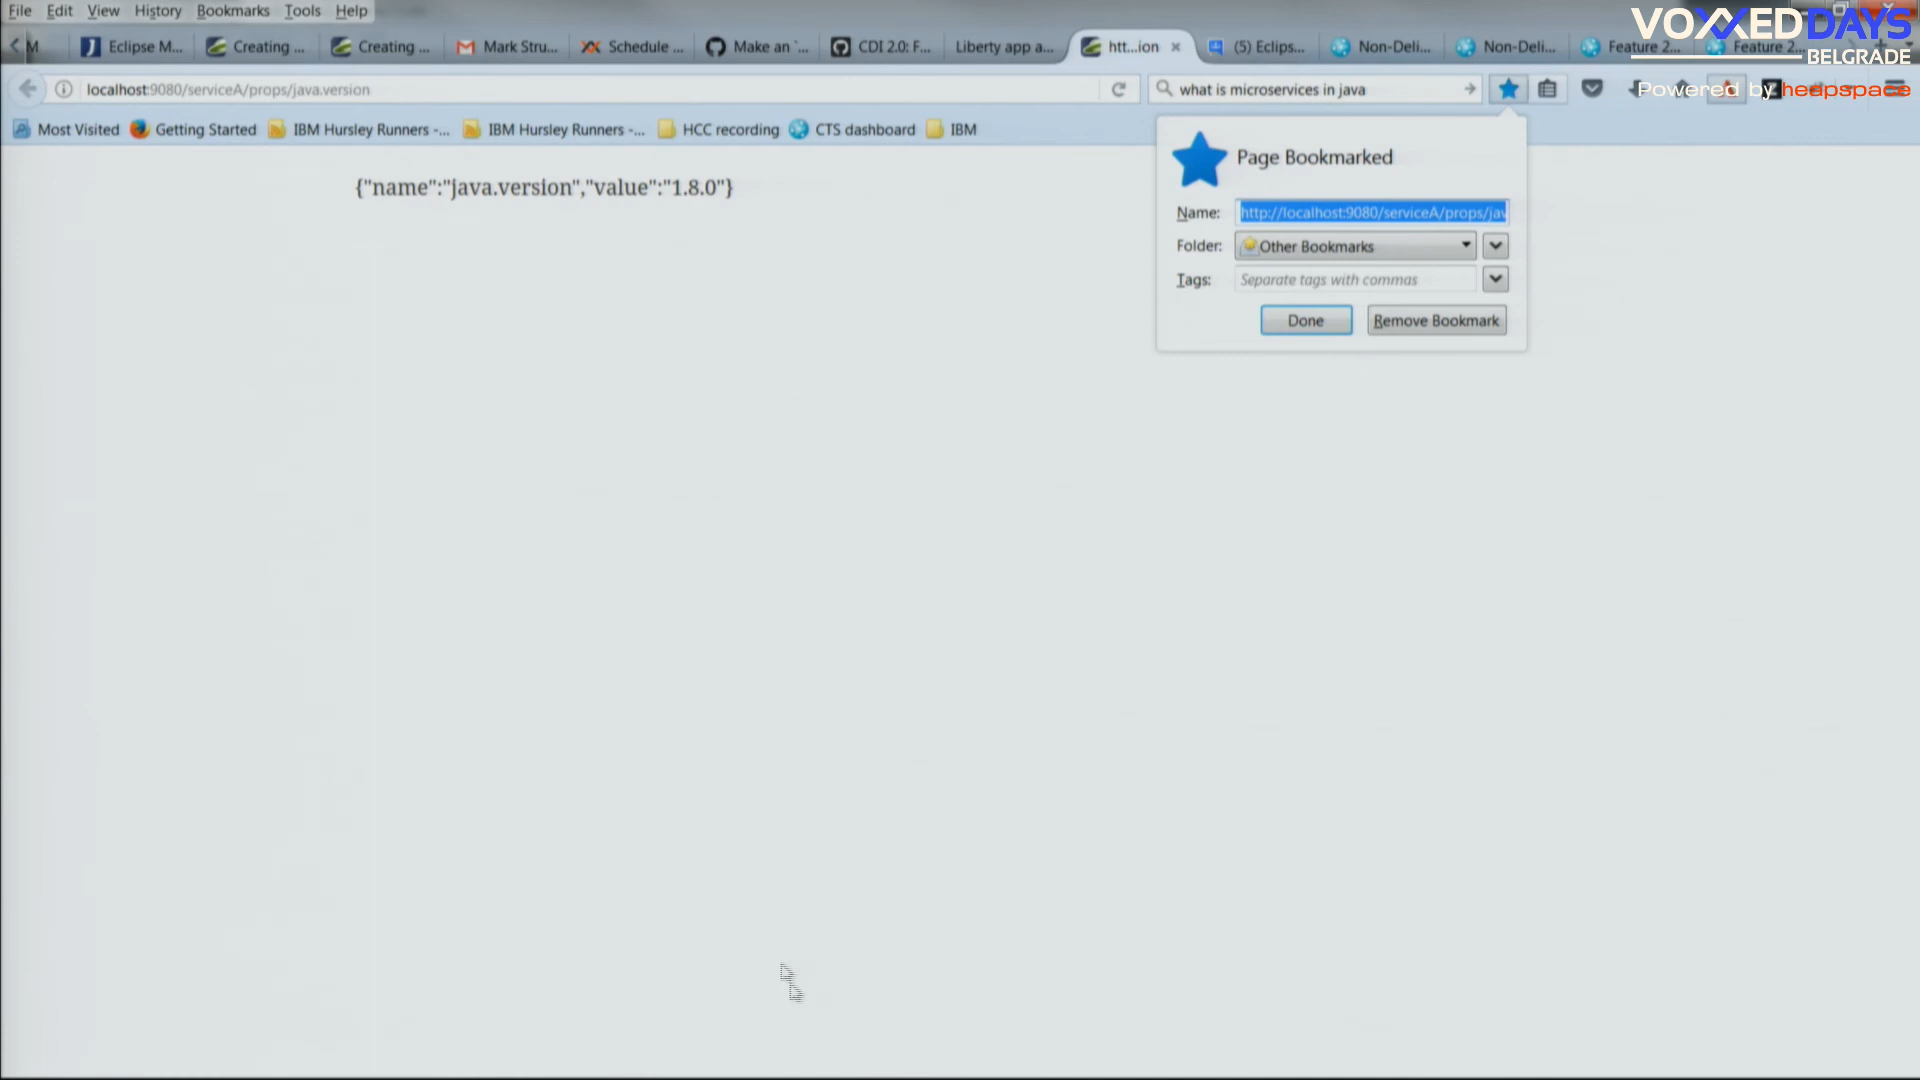 File Edit View History Bookmarks Tools Help
VOXXED DAYS
BELGRADE
M Eclipse M... Creating ... Creating ... Mark Stru... Schedule ... Make an `... CDI 2.0: F... Liberty app a... htt...ion × (5) Eclips... Non-Deli... Non-Deli... Feature 2... Feature 2...
localhost:9080/serviceA/props/java.version what is microservices in java
Powered by heapspace
Most Visited Getting Started IBM Hursley Runners -... IBM Hursley Runners -... HCC recording CTS dashboard IBM
{"name":"java.version","value":"1.8.0"}
Page Bookmarked
Name: http://localhost:9080/serviceA/props/jav
Folder: Other Bookmarks
Tags: Separate tags with commas
Done Remove Bookmark